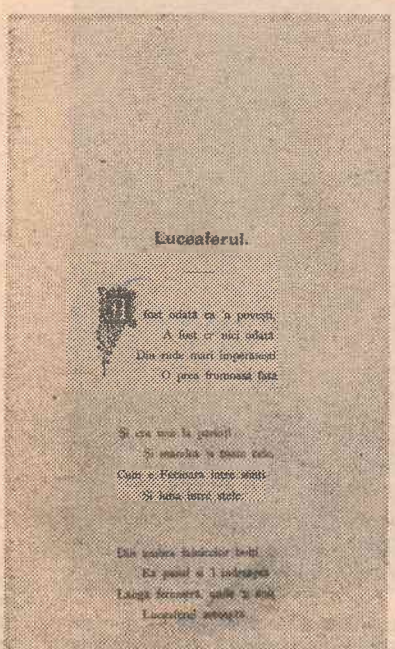 Luceaferul.
A fost odată ca 'n povești,
A fost ca nici odată
Din rude mari împerătești
O prea frumoasă fată
Și era una la părinți
Și mândră 'n toate cele,
Cum e Fecioara între sfinți
Și luna între stele.
Din umbra falnicelor bolți
Ea pasul și 'l îndreaptă
Lângă fereastră, unde 'n colț
Luceaferul așteaptă